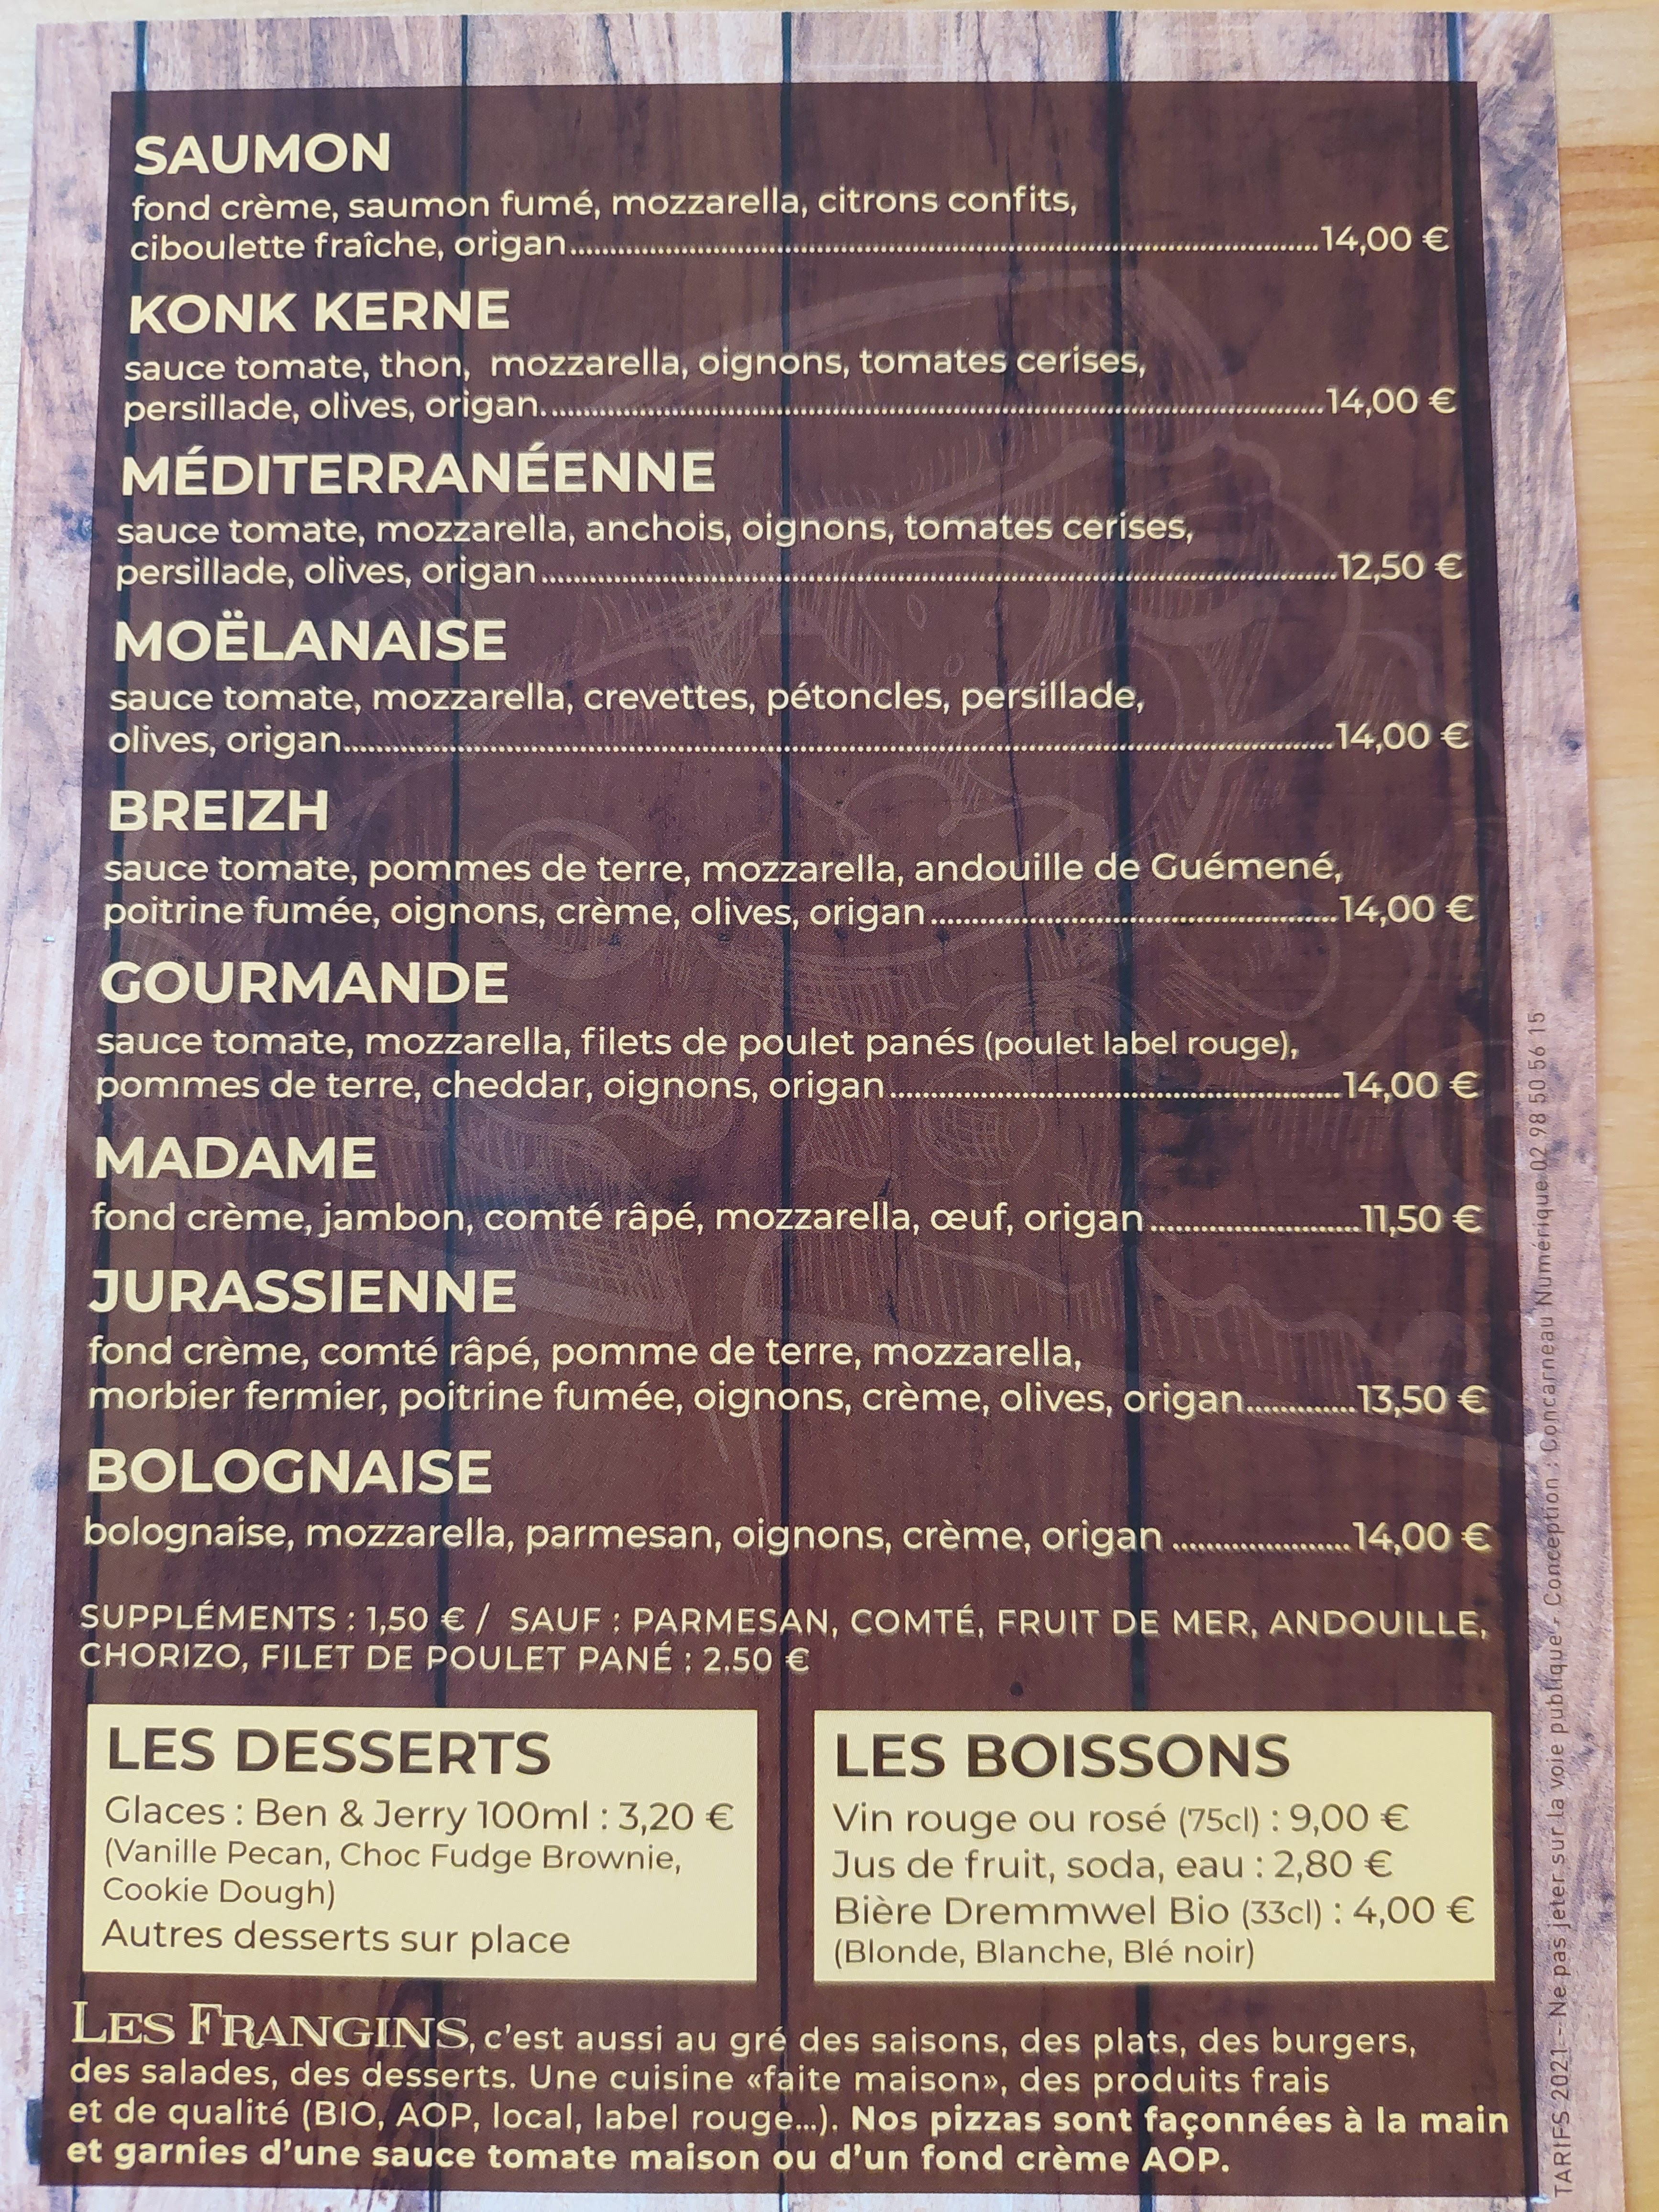 SAUMON
fond crème, saumon fumé, mozzarella, citrons confits,
ciboulette fraîche, origan.....14,00 €
KONK KERNE
sauce tomate, thon, mozzarella, oignons, tomates cerises,
persillade, olives, origan.....14,00 €
MÉDITERRANÉENNE
sauce tomate, mozzarella, anchois, oignons, tomates cerises,
persillade, olives, origan.....12,50 €
MOËLANAISE
sauce tomate, mozzarella, crevettes, pétoncles, persillade,
olives, origan.....14,00 €
BREIZH
sauce tomate, pommes de terre, mozzarella, andouille de Guémené,
poitrine fumée, oignons, crème, olives, origan.....14,00 €
GOURMANDE
sauce tomate, mozzarella, filets de poulet panés (poulet label rouge),
pommes de terre, cheddar, oignons, origan.....14,00 €
MADAME
fond crème, jambon, comté râpé, mozzarella, œuf, origan.....11,50 €
JURASSIENNE
fond crème, comté râpé, pomme de terre, mozzarella,
morbier fermier, poitrine fumée, oignons, crème, olives, origan.....13,50 €
BOLOGNAISE
bolognaise, mozzarella, parmesan, oignons, crème, origan.....14,00 €
SUPPLÉMENTS : 1,50 € / SAUF : PARMESAN, COMTÉ, FRUIT DE MER, ANDOUILLE,
CHORIZO, FILET DE POULET PANÉ : 2.50 €
LES DESSERTS
Glaces : Ben & Jerry 100ml : 3,20 €
(Vanille Pecan, Choc Fudge Brownie,
Cookie Dough)
Autres desserts sur place
LES BOISSONS
Vin rouge ou rosé (75cl) : 9,00 €
Jus de fruit, soda, eau : 2,80 €
Bière Dremmwel Bio (33cl) : 4,00 €
(Blonde, Blanche, Blé noir)
LES FRANGINS, c'est aussi au gré des saisons, des plats, des burgers,
des salades, des desserts. Une cuisine «faite maison», des produits frais
et de qualité (BIO, AOP, local, label rouge...). Nos pizzas sont façonnées à la main
et garnies d'une sauce tomate maison ou d'un fond crème AOP.
TARIFS 2021 - Ne pas jeter sur la voie publique - Conception : Concarneau Numérique 02 98 50 56 15